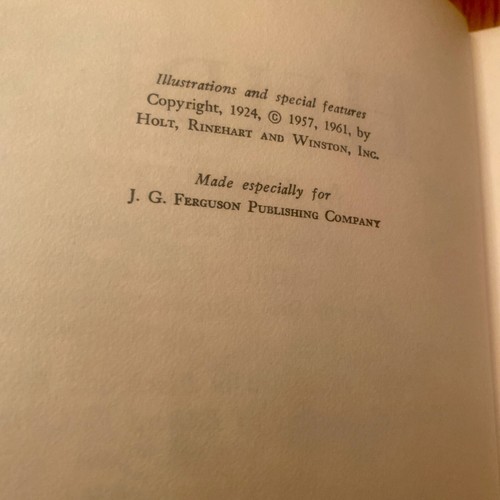 Illustrations and special features
Copyright, 1924, © 1957, 1961, by
Holt, Rinehart and Winston, Inc.
Made especially for
J. G. Ferguson Publishing Company